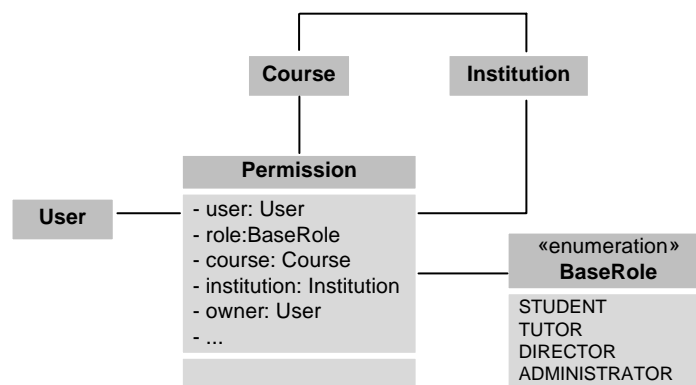 Course
Institution
Permission
- user: User
- role:BaseRole
- course: Course
- institution: Institution
- owner: User
- ...
User
«enumeration»
BaseRole
STUDENT
TUTOR
DIRECTOR
ADMINISTRATOR